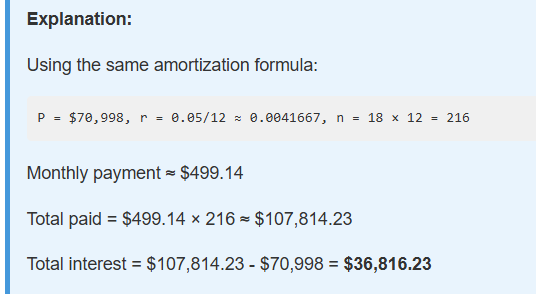 Explanation:
Using the same amortization formula:
P = $70,998, r = 0.05/12 ≈ 0.0041667, n = 18 × 12 = 216
Monthly payment ≈ $499.14
Total paid = $499.14 × 216 ≈ $107,814.23
Total interest = $107,814.23 - $70,998 = $36,816.23